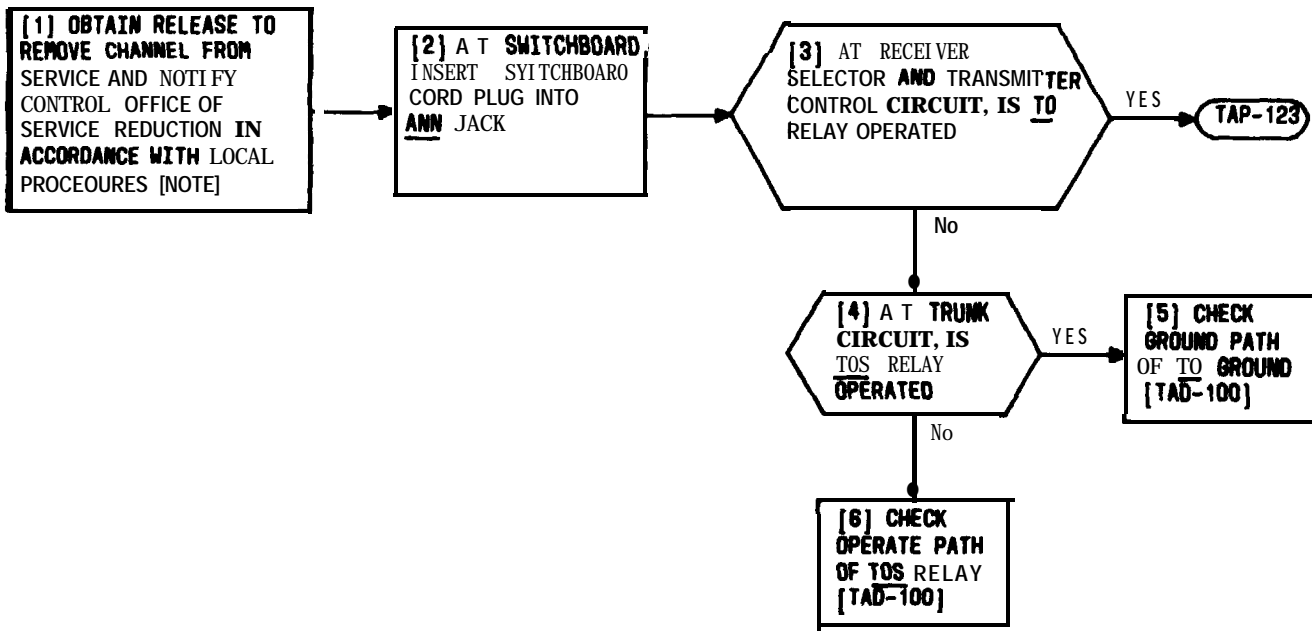 [1] OBTAIN RELEASE TO
REMOVE CHANNEL FROM
SERVICE AND NOTIFY
CONTROL OFFICE OF
SERVICE REDUCTION IN
ACCORDANCE WITH LOCAL
PROCEOURES [NOTE]
[2] AT SWITCHBOARD,
INSERT SYITCHBOARO
CORD PLUG INTO
ANN JACK
[3] AT RECEIVER
SELECTOR AND TRANSMITTER
CONTROL CIRCUIT, IS TO
RELAY OPERATED
YES
TAP-123
No
[4] AT TRUNK
CIRCUIT, IS
TOS RELAY
OPERATED
YES
[5] CHECK
GROUND PATH
OF TO GROUND
[TAD-100]
No
[6] CHECK
OPERATE PATH
OF TOS RELAY
[TAD-100]